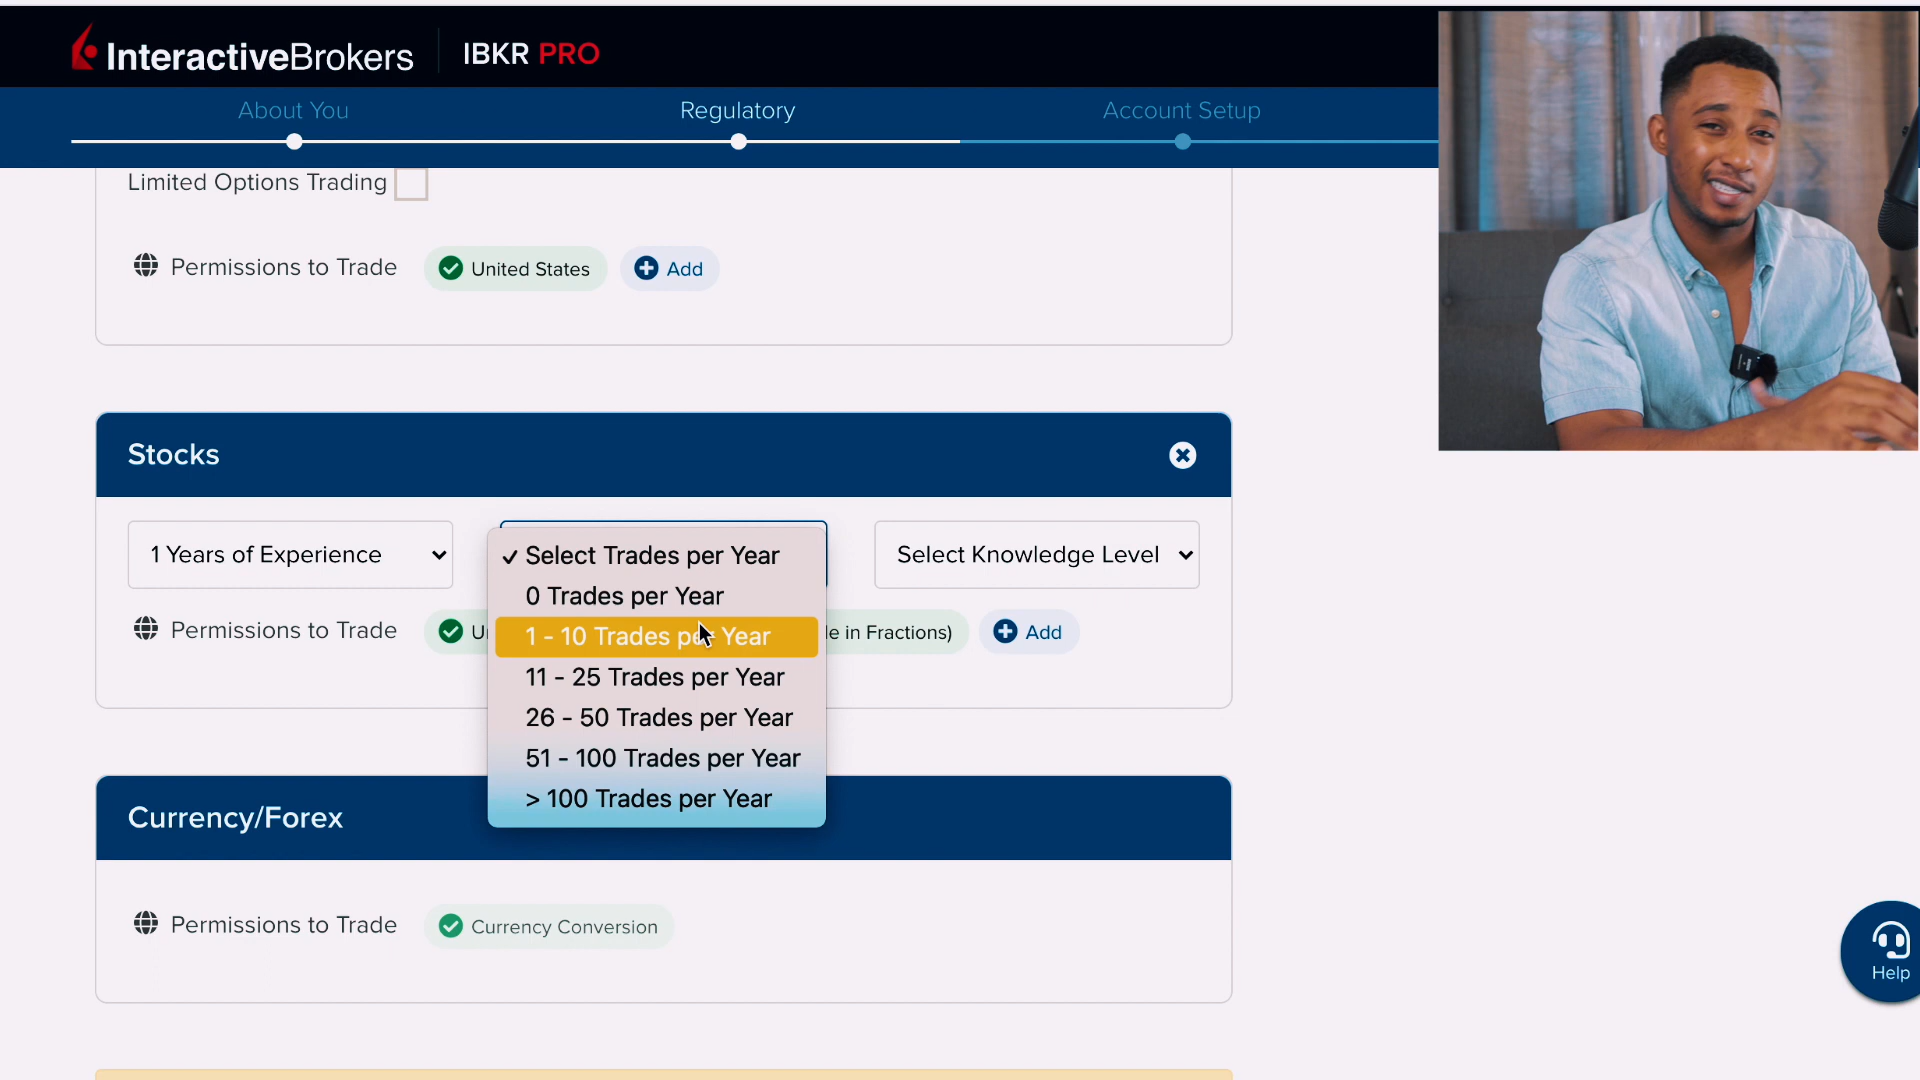 InteractiveBrokers IBKR PRO
About You Regulatory Account Setup
Limited Options Trading
Permissions to Trade United States Add
Stocks
1 Years of Experience Select Trades per Year Select Knowledge Level
0 Trades per Year
Permissions to Trade 1 - 10 Trades per Year in Fractions) Add
11 - 25 Trades per Year
26 - 50 Trades per Year
51 - 100 Trades per Year
> 100 Trades per Year
Currency/Forex
Permissions to Trade Currency Conversion
Help